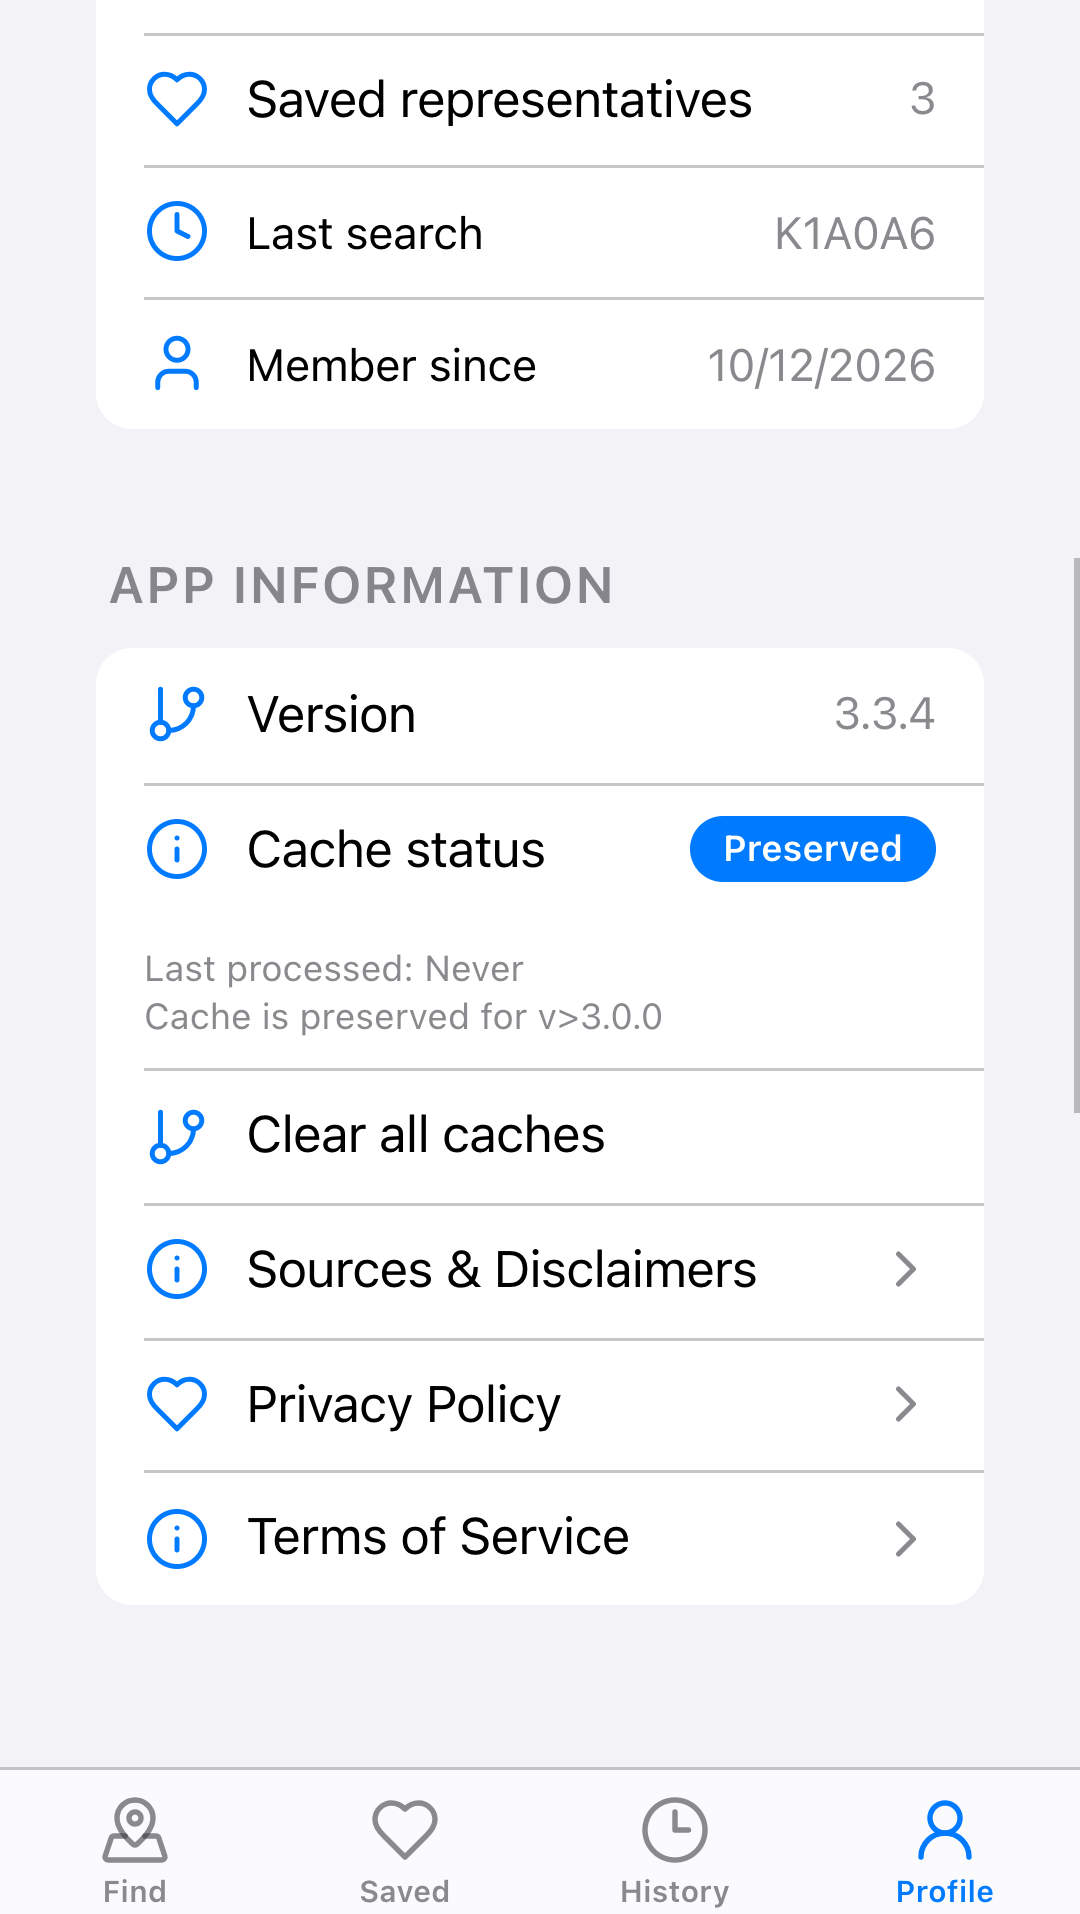 Saved representatives 3
Last search K1A0A6
Member since 10/12/2026
APP INFORMATION
Version 3.3.4
Cache status Preserved
Last processed: Never
Cache is preserved for v>3.0.0
Clear all caches
Sources & Disclaimers
Privacy Policy
Terms of Service
Find Saved History Profile